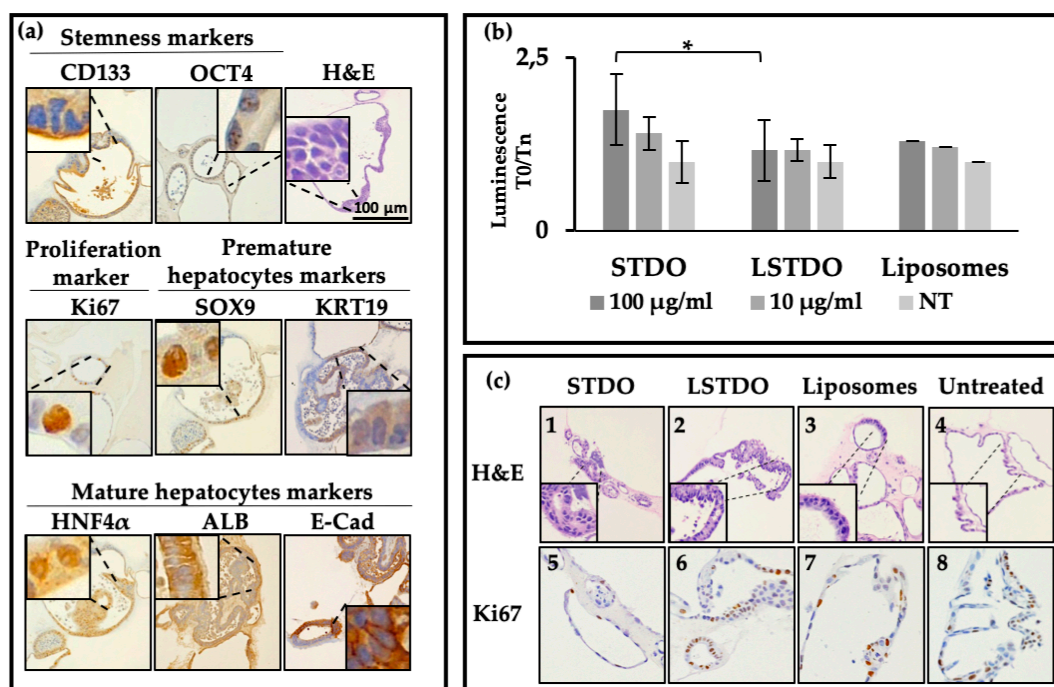 (a)
Stemness markers
CD133 OCT4 H&E
100 µm
Proliferation marker
Premature hepatocytes markers
Ki67 SOX9 KRT19
Mature hepatocytes markers
HNF4α ALB E-Cad
(b)
2,5
*
Luminescence
T0/Tn
0
STDO LSTDO Liposomes
100 µg/ml 10 µg/ml NT
(c)
STDO LSTDO Liposomes Untreated
1 2 3 4
H&E
5 6 7 8
Ki67